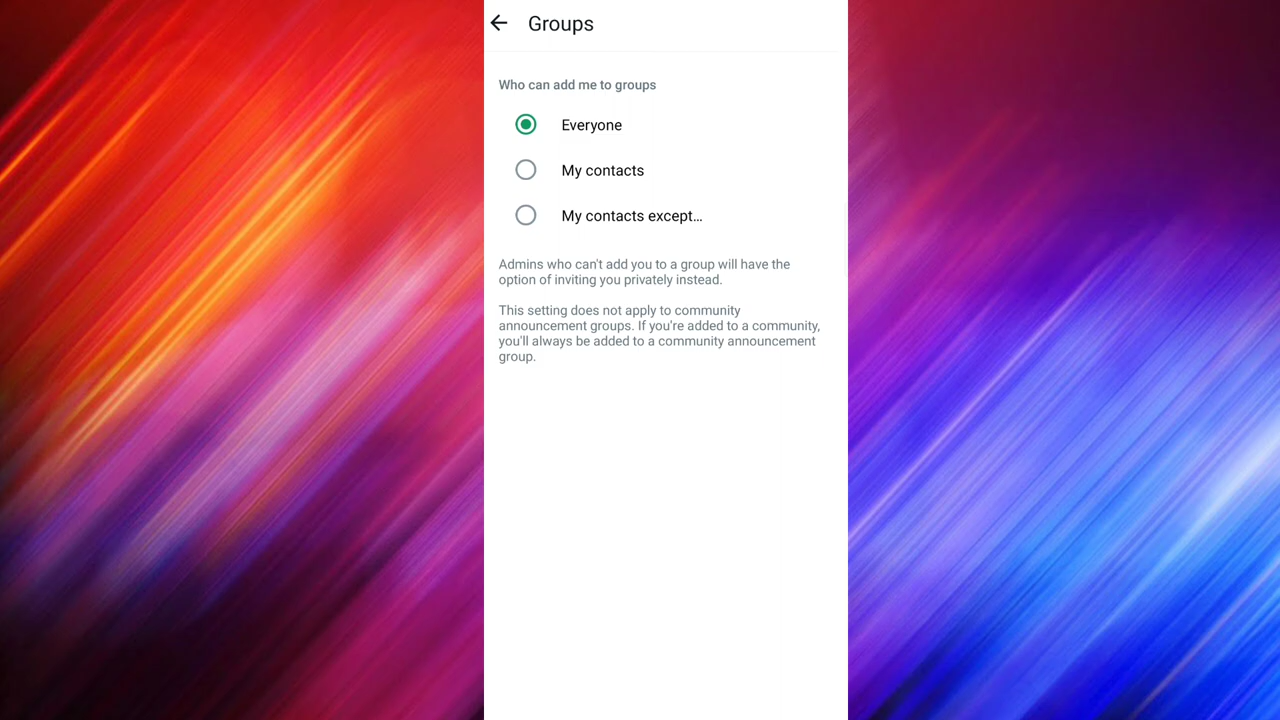 Groups
Who can add me to groups
Everyone
My contacts
My contacts except...
Admins who can't add you to a group will have the
option of inviting you privately instead.
This setting does not apply to community
announcement groups. If you're added to a community,
you'll always be added to a community announcement
group.